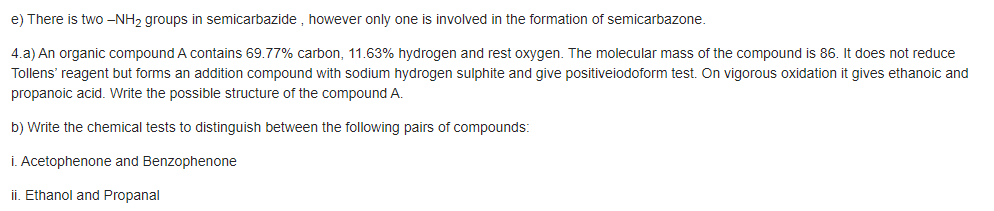 e) There is two –NH₂ groups in semicarbazide , however only one is involved in the formation of semicarbazone.
4.a) An organic compound A contains 69.77% carbon, 11.63% hydrogen and rest oxygen. The molecular mass of the compound is 86. It does not reduce
Tollens' reagent but forms an addition compound with sodium hydrogen sulphite and give positiveiodoform test. On vigorous oxidation it gives ethanoic and
propanoic acid. Write the possible structure of the compound A.
b) Write the chemical tests to distinguish between the following pairs of compounds:
i. Acetophenone and Benzophenone
ii. Ethanol and Propanal